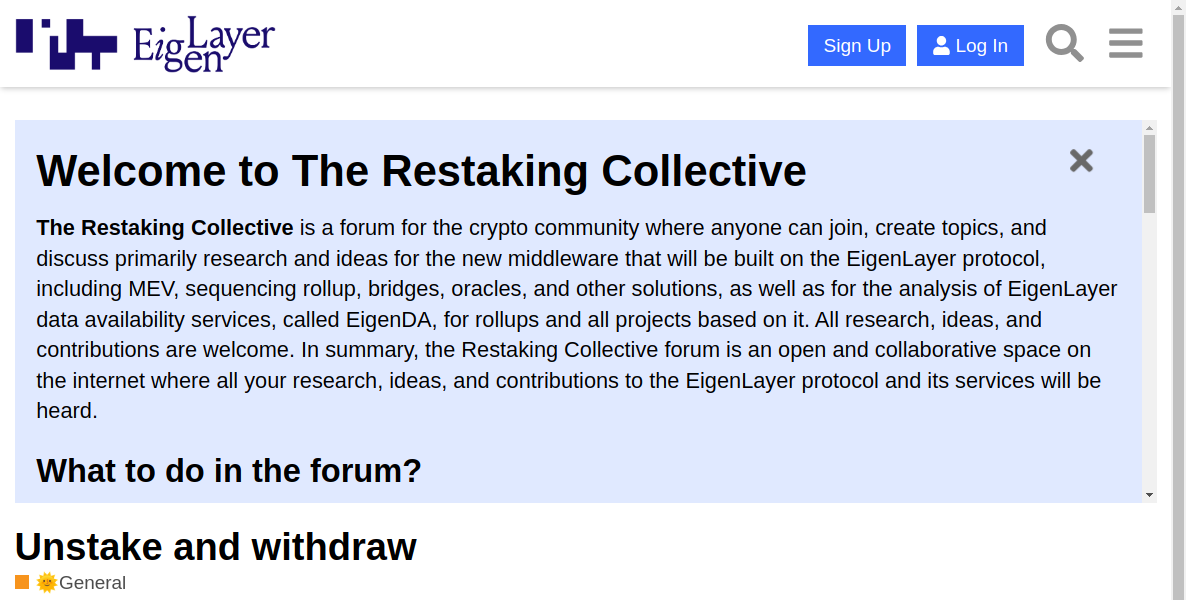 EigLayer
gen
Sign Up
Log In
Welcome to The Restaking Collective
The Restaking Collective is a forum for the crypto community where anyone can join, create topics, and
discuss primarily research and ideas for the new middleware that will be built on the EigenLayer protocol,
including MEV, sequencing rollup, bridges, oracles, and other solutions, as well as for the analysis of EigenLayer
data availability services, called EigenDA, for rollups and all projects based on it. All research, ideas, and
contributions are welcome. In summary, the Restaking Collective forum is an open and collaborative space on
the internet where all your research, ideas, and contributions to the EigenLayer protocol and its services will be
heard.
What to do in the forum?
Unstake and withdraw
General